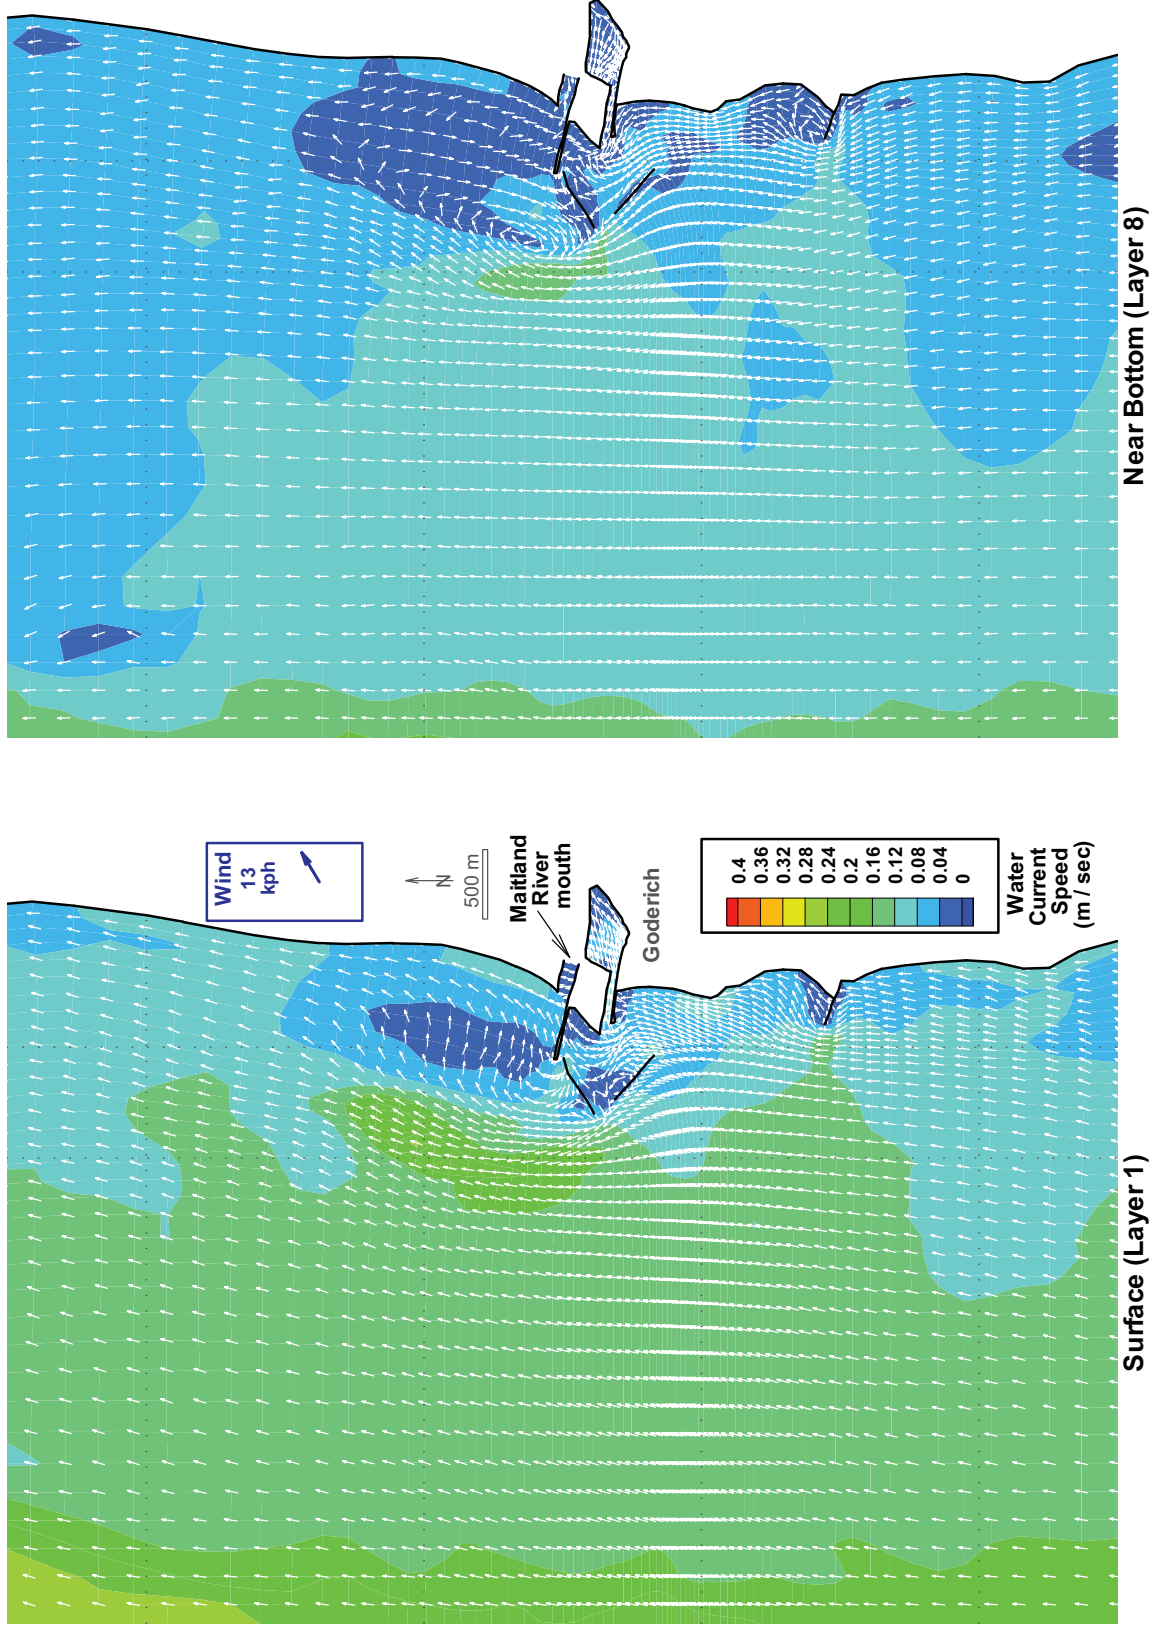 Wind
13
kph
N
500 m
Maitland
River
mouth
Goderich
0.4
0.36
0.32
0.28
0.24
0.2
0.16
0.12
0.08
0.04
0
Water
Current
Speed
(m / sec)
Surface (Layer 1)
Near Bottom (Layer 8)